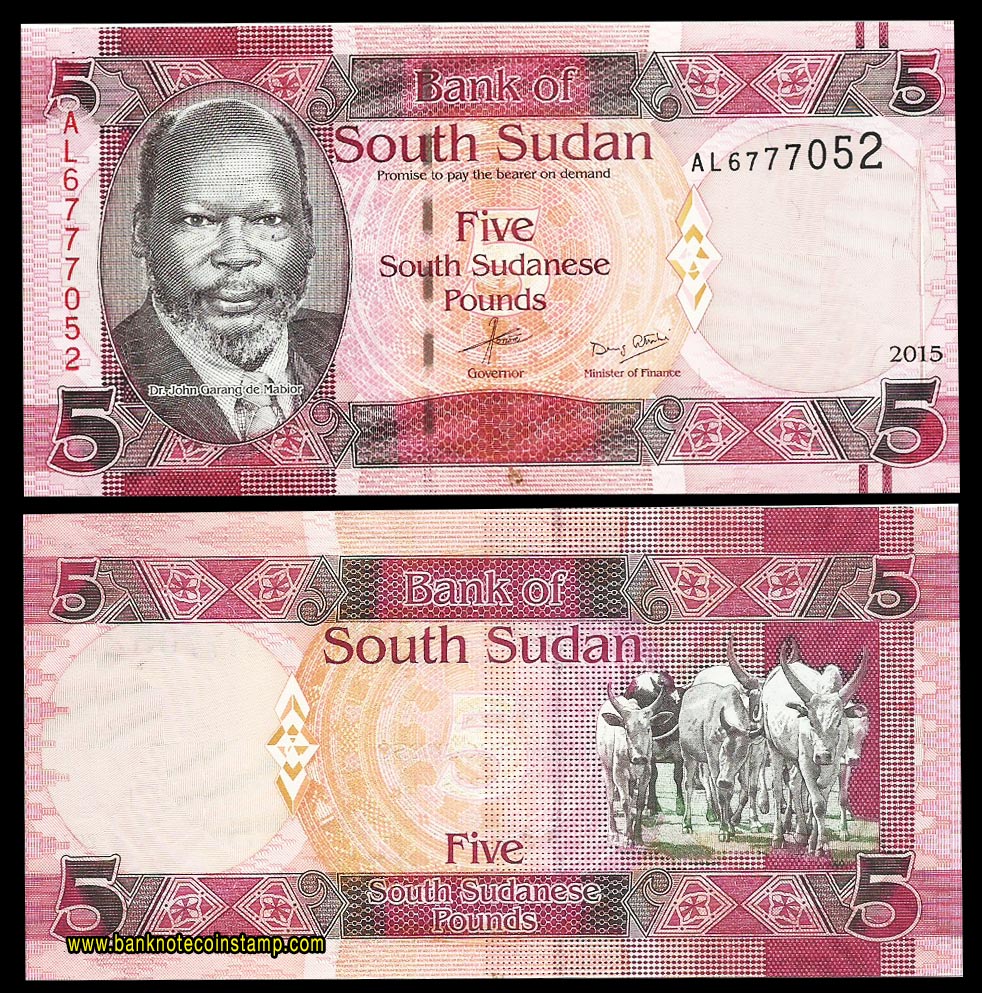 5
5
Bank of
South Sudan
Promise to pay the bearer on demand
AL6777052
AL6777052
Five
South Sudanese
Pounds
Governor
Minister of Finance
2015
Dr. John Garang de Mabior
5
5
5
5
Bank of
South Sudan
5
Five
South Sudanese
Pounds
5
5
www.banknotecoinstamp.com